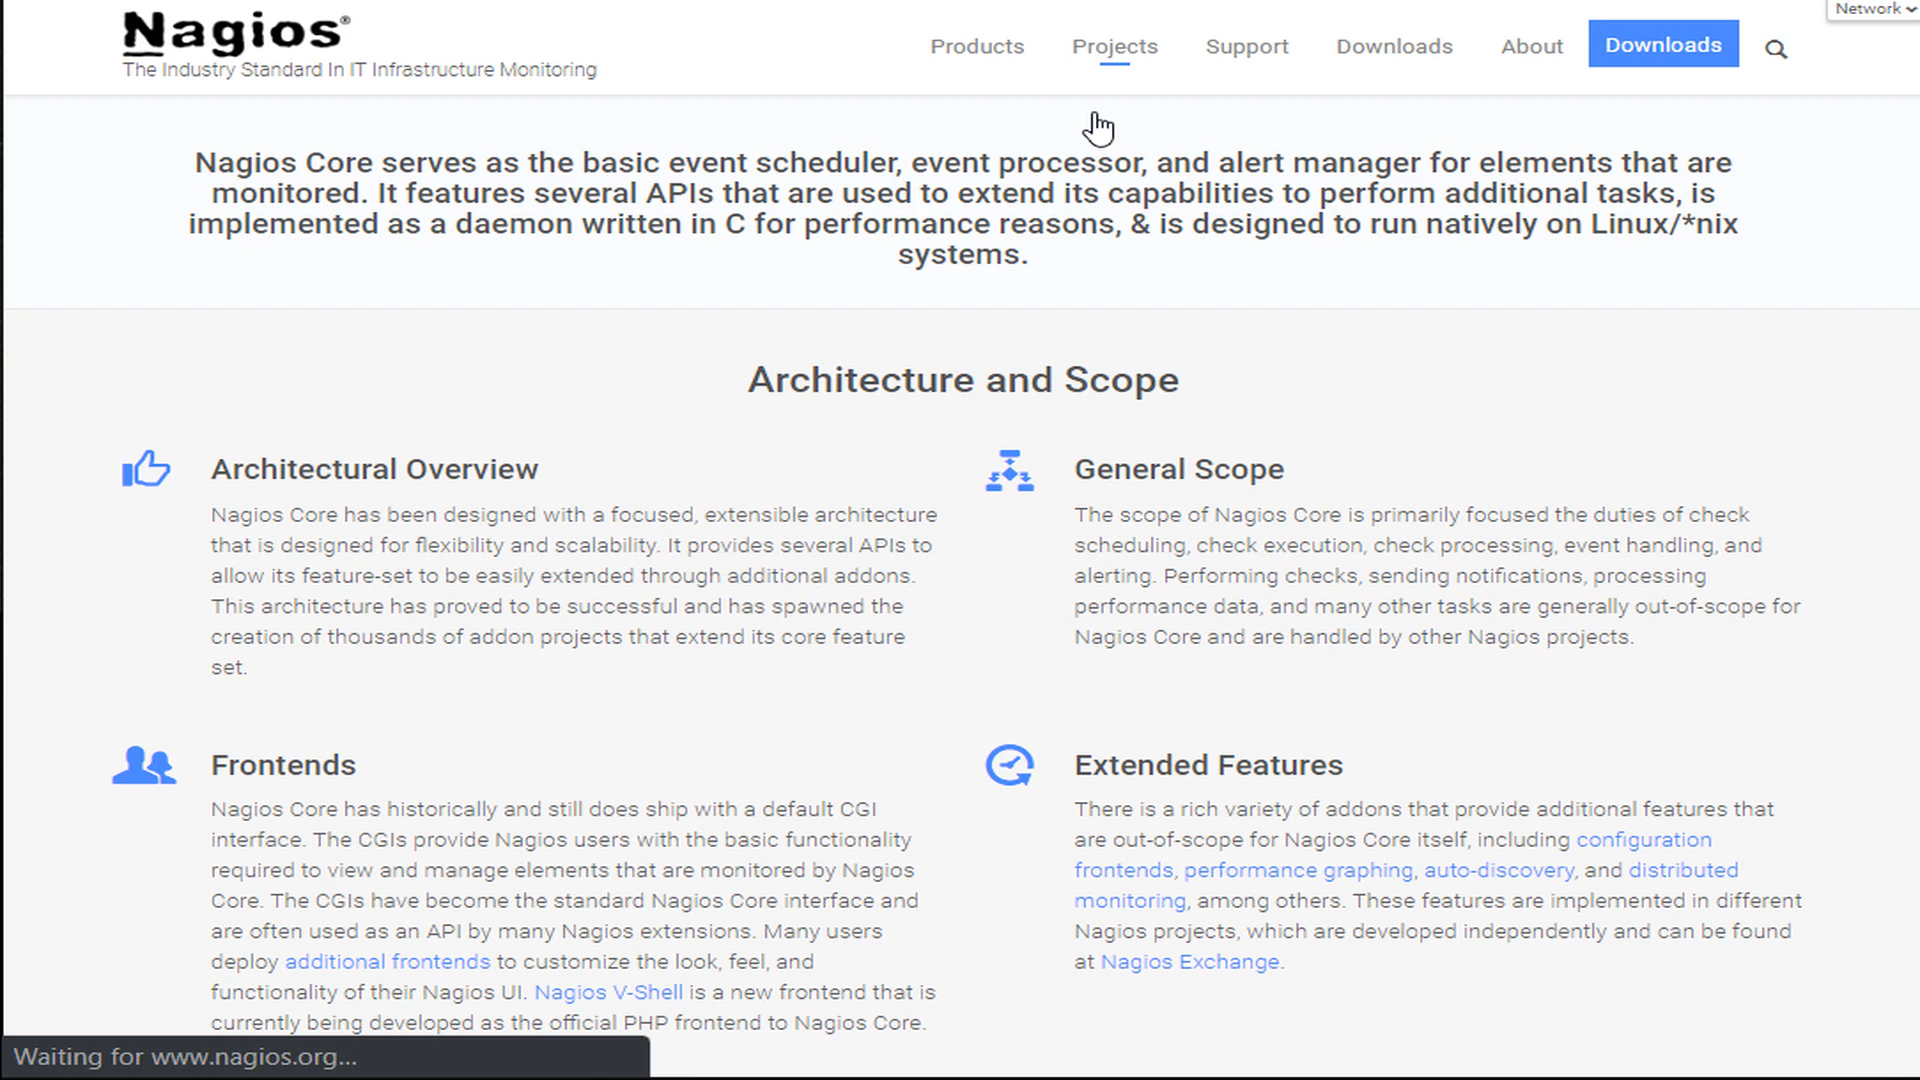 Nagios®
The Industry Standard In IT Infrastructure Monitoring
Products Projects Support Downloads About Downloads
Network
Nagios Core serves as the basic event scheduler, event processor, and alert manager for elements that are
monitored. It features several APIs that are used to extend its capabilities to perform additional tasks, is
implemented as a daemon written in C for performance reasons, & is designed to run natively on Linux/*nix
systems.
Architecture and Scope
Architectural Overview
Nagios Core has been designed with a focused, extensible architecture
that is designed for flexibility and scalability. It provides several APIs to
allow its feature-set to be easily extended through additional addons.
This architecture has proved to be successful and has spawned the
creation of thousands of addon projects that extend its core feature
set.
General Scope
The scope of Nagios Core is primarily focused the duties of check
scheduling, check execution, check processing, event handling, and
alerting. Performing checks, sending notifications, processing
performance data, and many other tasks are generally out-of-scope for
Nagios Core and are handled by other Nagios projects.
Frontends
Nagios Core has historically and still does ship with a default CGI
interface. The CGIs provide Nagios users with the basic functionality
required to view and manage elements that are monitored by Nagios
Core. The CGIs have become the standard Nagios Core interface and
are often used as an API by many Nagios extensions. Many users
deploy additional frontends to customize the look, feel, and
functionality of their Nagios UI. Nagios V-Shell is a new frontend that is
currently being developed as the official PHP frontend to Nagios Core.
Extended Features
There is a rich variety of addons that provide additional features that
are out-of-scope for Nagios Core itself, including configuration
frontends, performance graphing, auto-discovery, and distributed
monitoring, among others. These features are implemented in different
Nagios projects, which are developed independently and can be found
at Nagios Exchange.
Waiting for www.nagios.org...